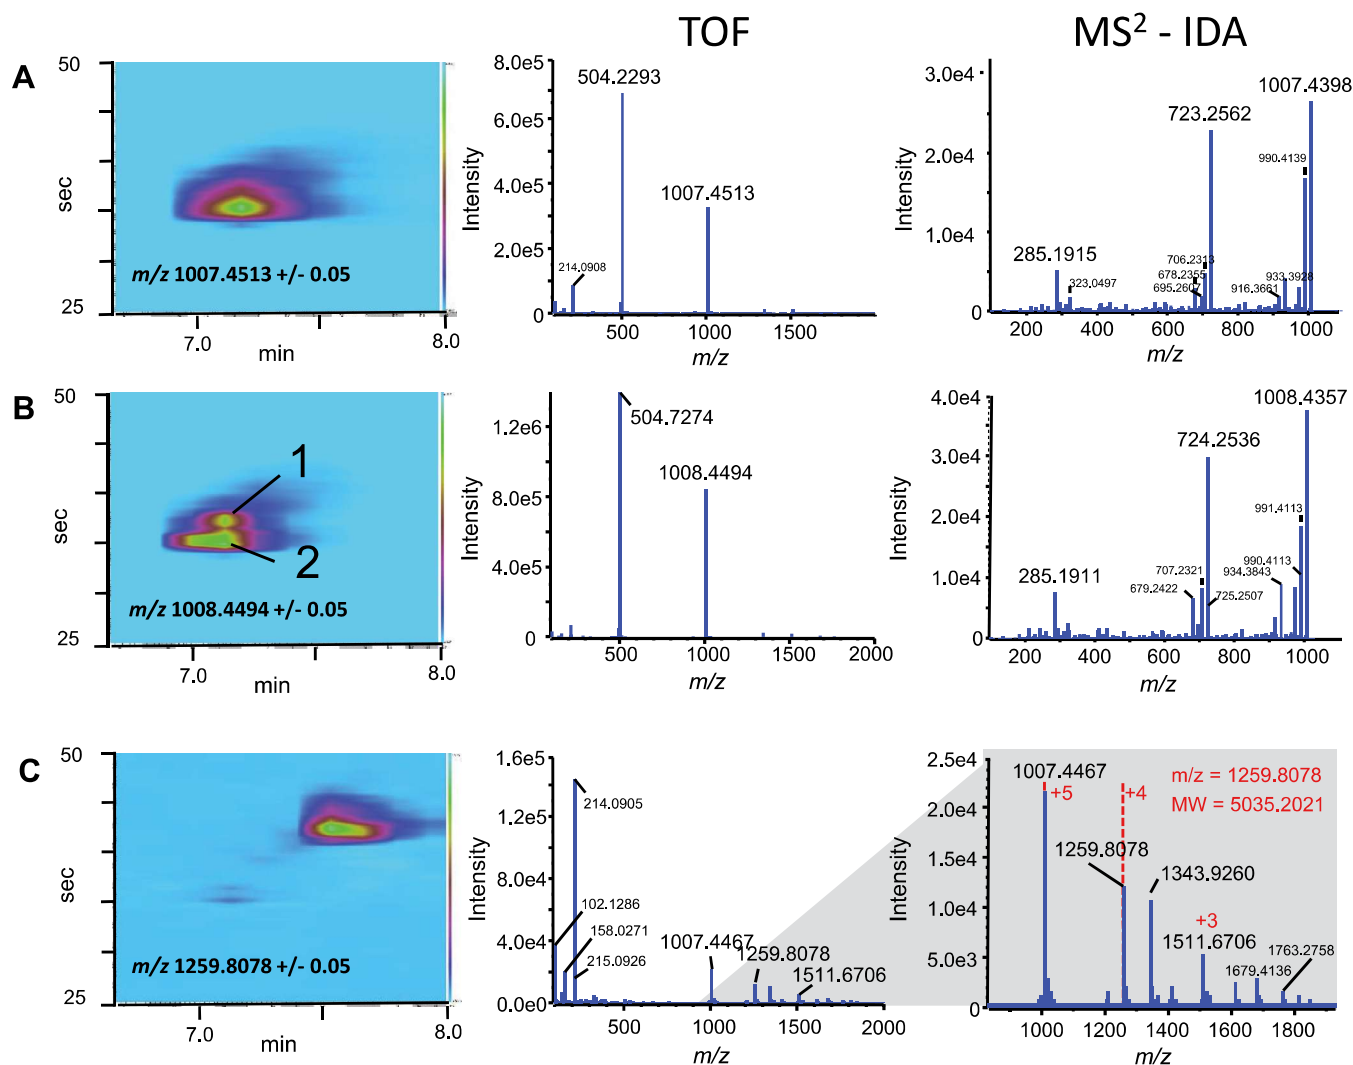 TOF
MS2 - IDA
A
50
sec
25
m/z 1007.4513 +/- 0.05
7.0
min
8.0
8.0e5
6.0e5
4.0e5
2.0e5
0
Intensity
504.2293
1007.4513
214.0908
500
1000
1500
m/z
3.0e4
2.0e4
1.0e4
0
Intensity
1007.4398
723.2562
990.4139
285.1915
323.0497
706.2313
678.2355
695.2607
933.3928
916.3661
200
400
600
800
1000
m/z
B
50
sec
25
1
2
m/z 1008.4494 +/- 0.05
7.0
min
8.0
1.2e6
8.0e5
4.0e5
0
Intensity
504.7274
1008.4494
500
1000
1500
2000
m/z
4.0e4
3.0e4
2.0e4
1.0e4
0
Intensity
1008.4357
724.2536
991.4113
990.4113
934.3843
285.1911
707.2321
679.2422
725.2507
200
400
600
800
1000
m/z
C
50
sec
25
m/z 1259.8078 +/- 0.05
7.0
min
8.0
1.6e5
1.2e5
8.0e4
4.0e4
0.0e0
Intensity
214.0905
102.1286
158.0271
215.0926
1007.4467
1259.8078
1511.6706
500
1000
1500
2000
m/z
2.5e4
2.0e4
1.5e4
1.0e4
5.0e3
0
Intensity
1007.4467
+5
+4
m/z = 1259.8078
MW = 5035.2021
1259.8078
1343.9260
+3
1511.6706
1679.4136
1763.2758
1000
1200
1400
1600
1800
m/z